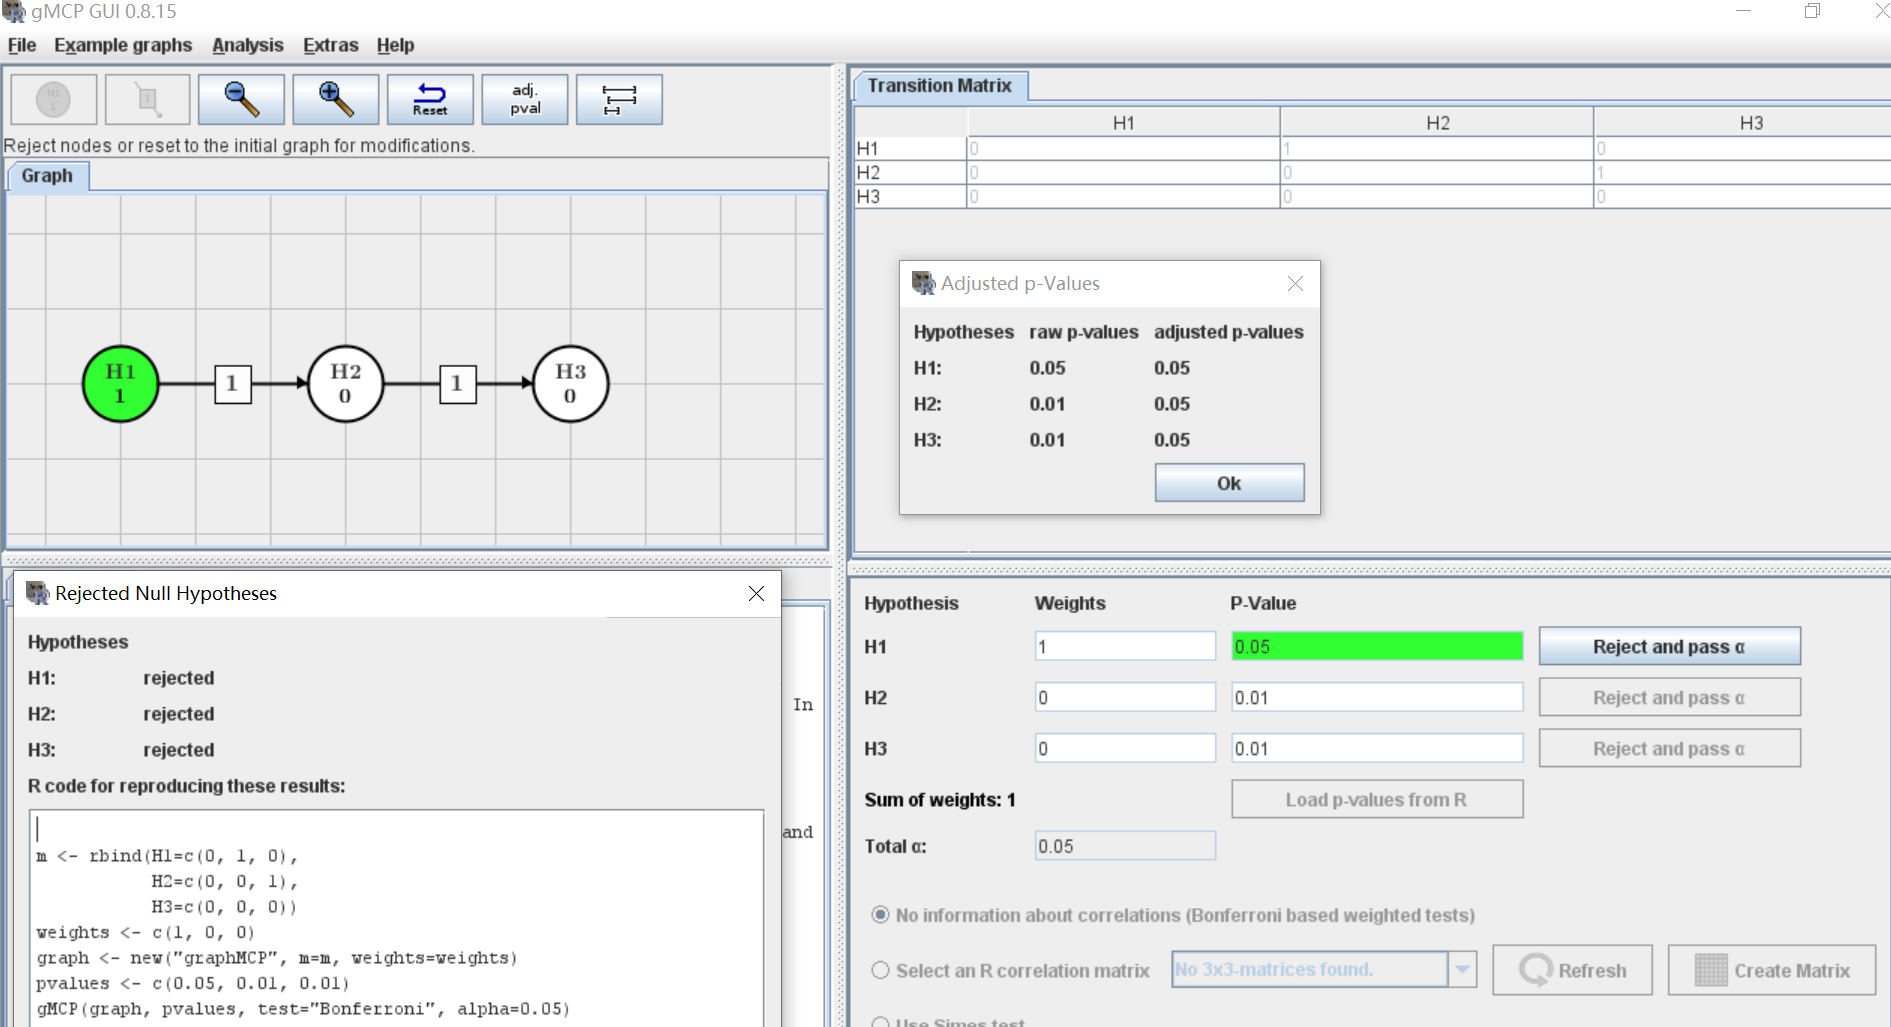 gMCP GUI 0.8.15
File Example graphs Analysis Extras Help
H1
1
1
Reset
adj.
pval
Reject nodes or reset to the initial graph for modifications.
Graph
H1
1
1
H2
0
1
H3
0
Transition Matrix
H1 H2 H3
H1 0 1 0
H2 0 0 1
H3 0 0 0
Adjusted p-Values
Hypotheses raw p-values adjusted p-values
H1: 0.05 0.05
H2: 0.01 0.05
H3: 0.01 0.05
Ok
Rejected Null Hypotheses
Hypotheses
H1: rejected
H2: rejected
H3: rejected
R code for reproducing these results:
m <- rbind(H1=c(0, 1, 0),
H2=c(0, 0, 1),
H3=c(0, 0, 0))
weights <- c(1, 0, 0)
graph <- new("graphMCP", m=m, weights=weights)
pvalues <- c(0.05, 0.01, 0.01)
gMCP(graph, pvalues, test="Bonferroni", alpha=0.05)
In
and
Hypothesis Weights P-Value
H1 1 0.05 Reject and pass α
H2 0 0.01 Reject and pass α
H3 0 0.01 Reject and pass α
Sum of weights: 1 Load p-values from R
Total α: 0.05
No information about correlations (Bonferroni based weighted tests)
Select an R correlation matrix No 3x3-matrices found. Refresh Create Matrix
Use Simes test